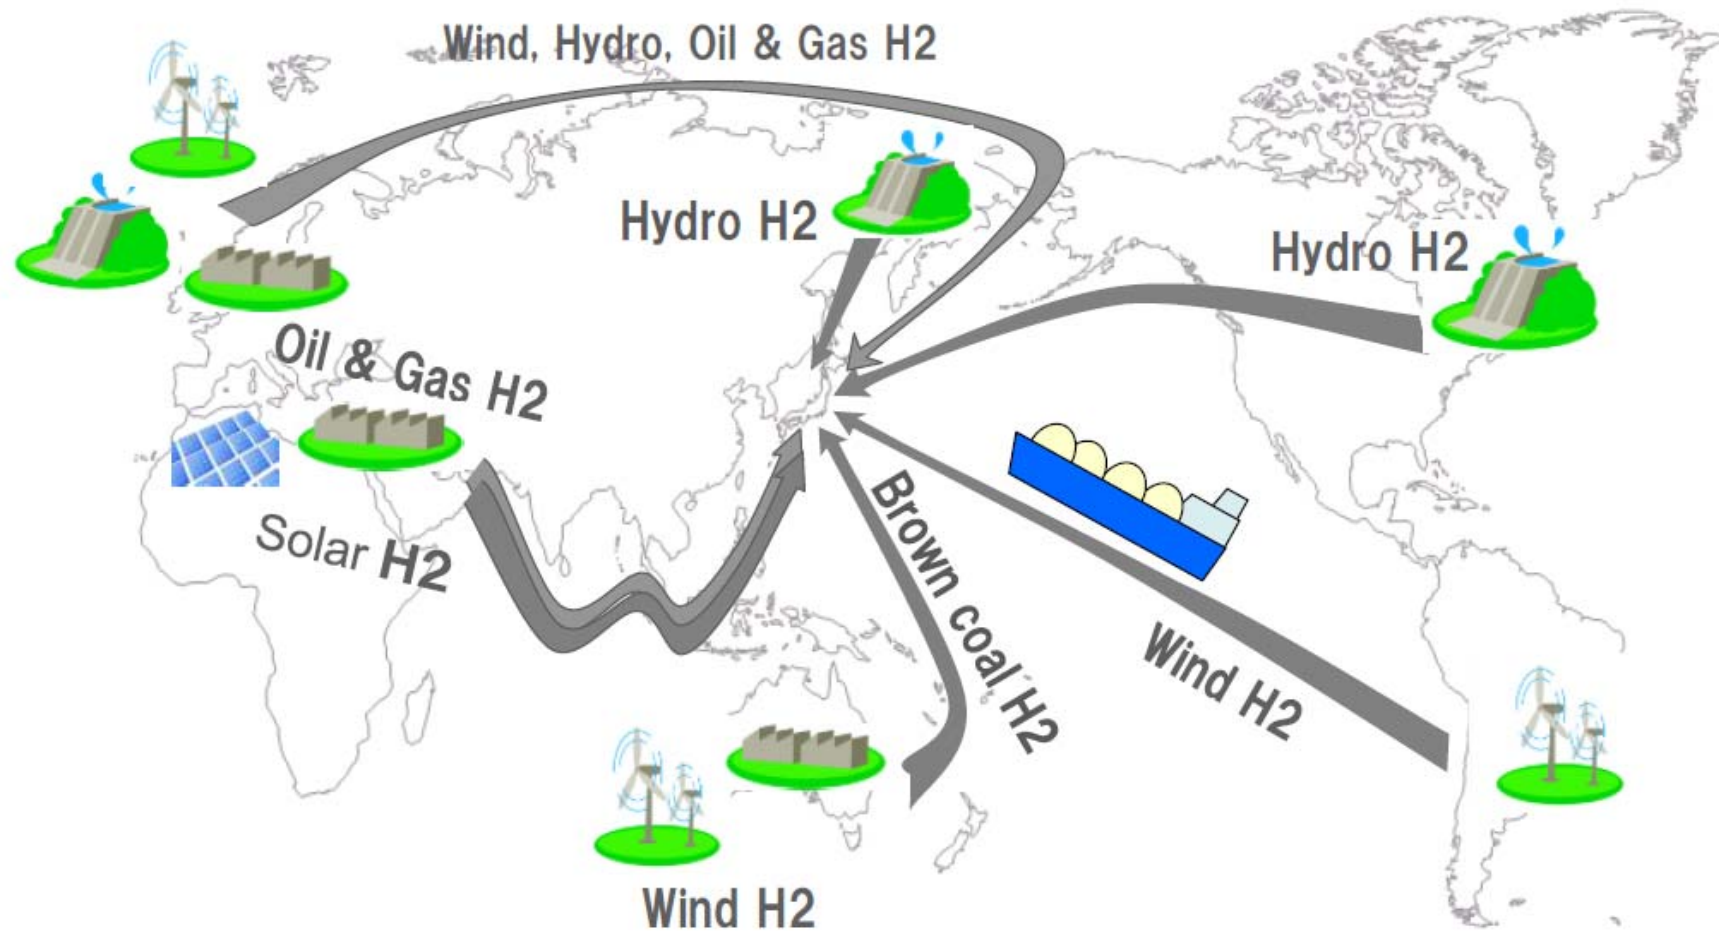 Wind, Hydro, Oil & Gas H2
Hydro H2
Hydro H2
Oil & Gas H2
Solar H2
Brown coal H2
Wind H2
Wind H2